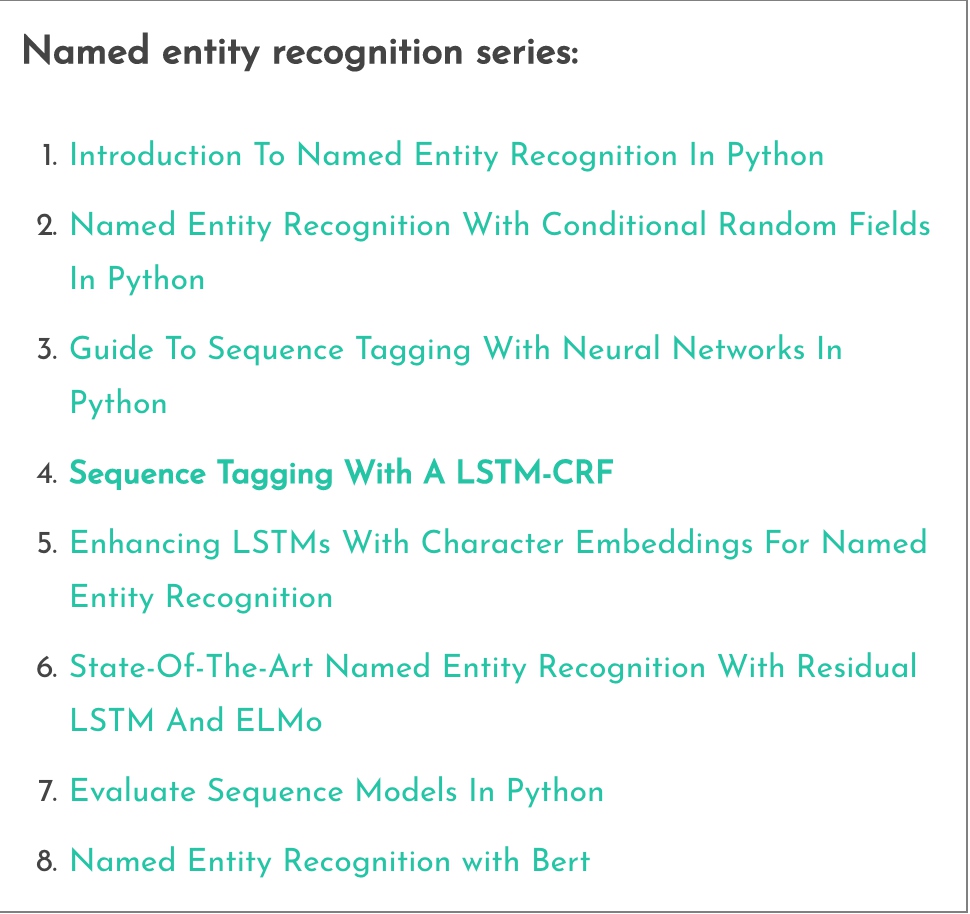 Named entity recognition series:
1. Introduction To Named Entity Recognition In Python
2. Named Entity Recognition With Conditional Random Fields
In Python
3. Guide To Sequence Tagging With Neural Networks In
Python
4. Sequence Tagging With A LSTM-CRF
5. Enhancing LSTMs With Character Embeddings For Named
Entity Recognition
6. State-Of-The-Art Named Entity Recognition With Residual
LSTM And ELMo
7. Evaluate Sequence Models In Python
8. Named Entity Recognition with Bert